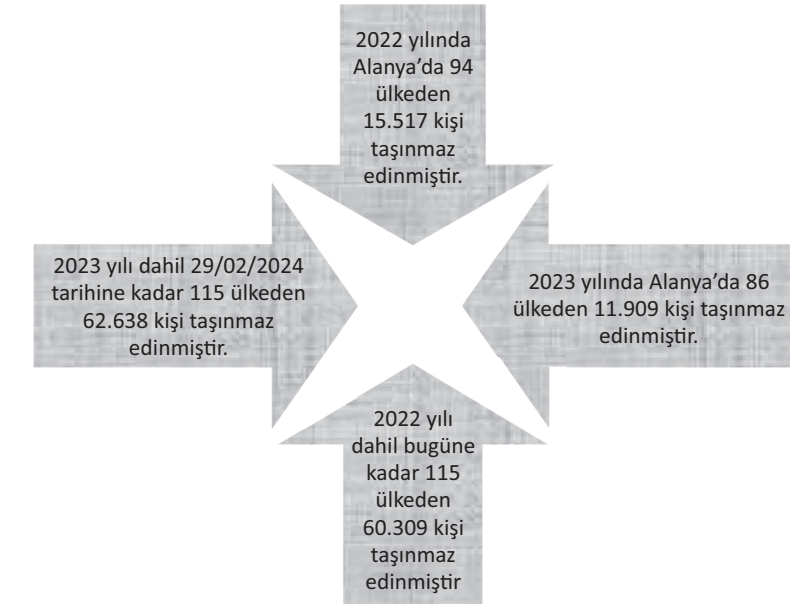 2022 yılında
Alanya’da 94
ülkeden
15.517 kişi
taşınmaz
edinmiştir.
2023 yılı dahil 29/02/2024
tarihine kadar 115 ülkeden
62.638 kişi taşınmaz
edinmiştir.
2023 yılında Alanya’da 86
ülkeden 11.909 kişi taşınmaz
edinmiştir.
2022 yılı
dahil bugüne
kadar 115
ülkeden
60.309 kişi
taşınmaz
edinmiştir